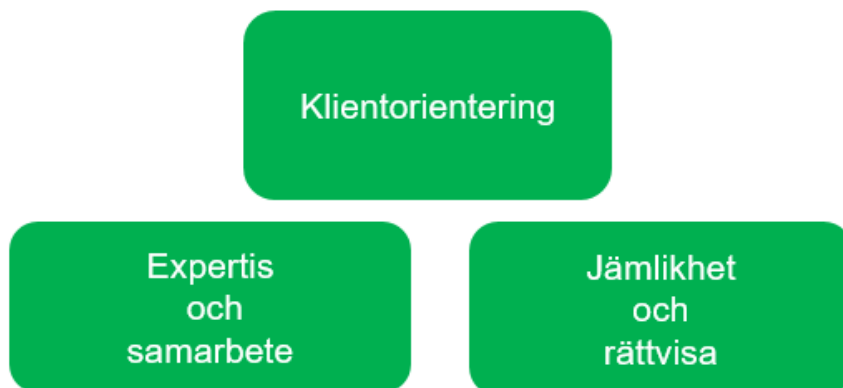 Klientorientering
Expertis
och
samarbete
Jämlikhet
och
rättvisa